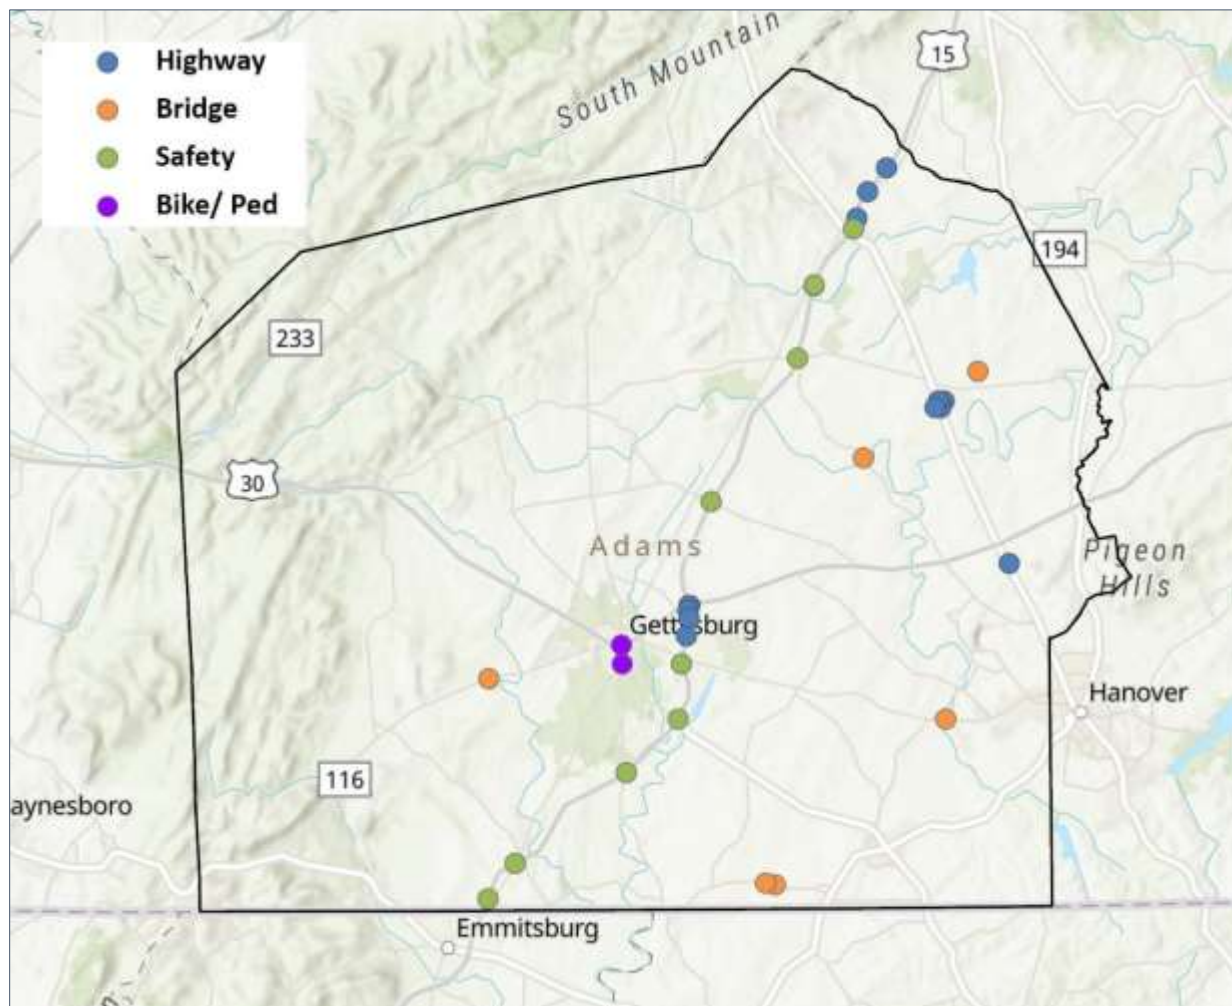 Highway
Bridge
Safety
Bike/ Ped
South Mountain
15
194
233
30
Adams
Pigeon
Hills
Gettysburg
Hanover
116
aynesboro
Emmitsburg